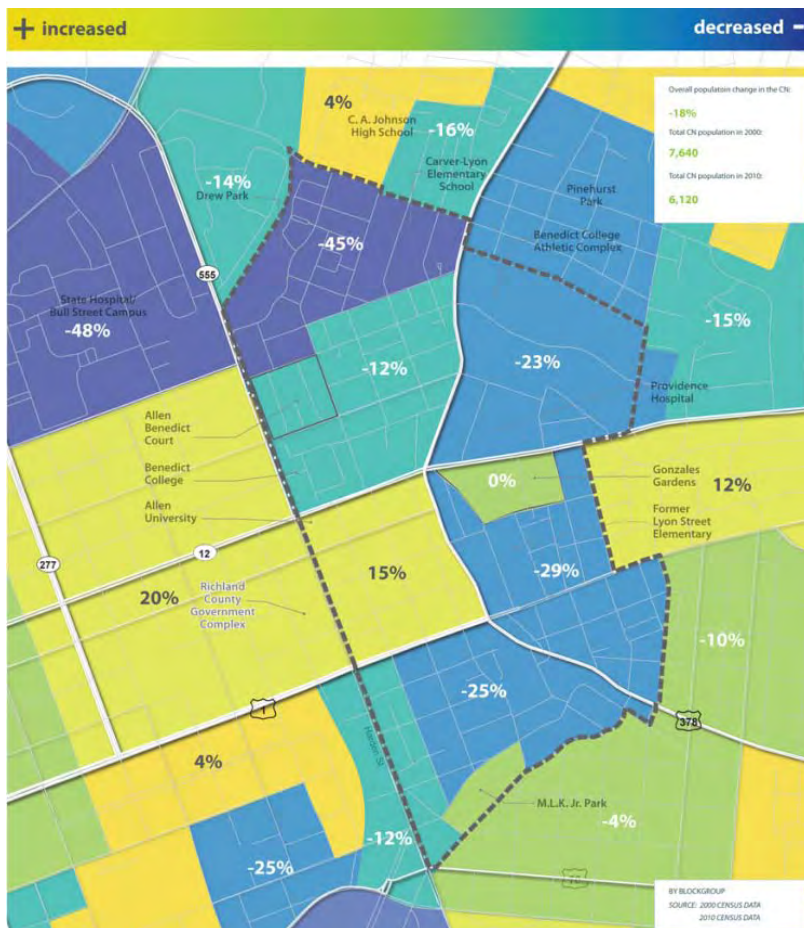 + increased
decreased –
Overall population change in the CN:
-18%
Total CN population in 2000:
7,640
Total CN population in 2010:
6,120
4%
C. A. Johnson
High School
-16%
Carver-Lyon
Elementary
School
-14%
Drew Park
Pinehurst
Park
Benedict College
Athletic Complex
-45%
555
State Hospital/
Bull Street Campus
-48%
-15%
-12%
-23%
Providence
Hospital
Allen
Benedict
Court
Benedict
College
Allen
University
0%
Gonzales
Gardens
12%
Former
Lyon Street
Elementary
12
277
20%
Richland
County
Government
Complex
15%
-29%
-10%
-25%
1
378
4%
Harden St
M.L.K. Jr. Park
-4%
-12%
-25%
BY BLOCKGROUP
SOURCE: 2000 CENSUS DATA
2010 CENSUS DATA